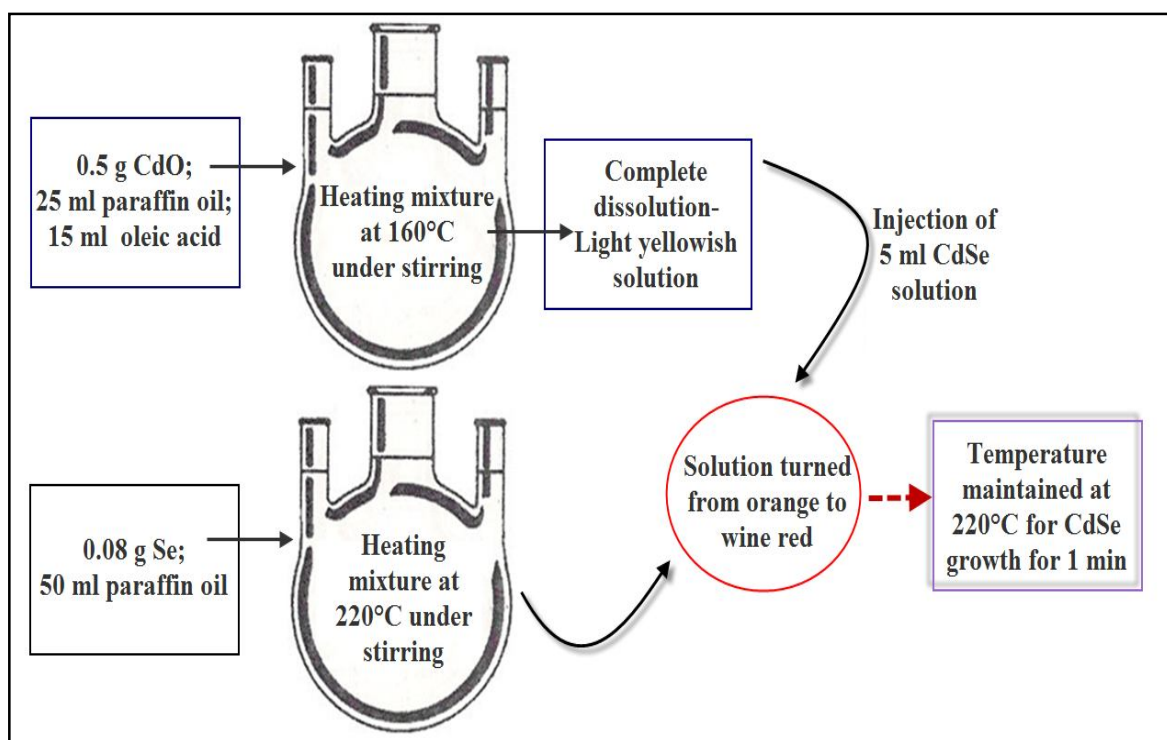 0.5 g CdO;
25 ml paraffin oil;
15 ml oleic acid
Heating mixture
at 160°C
under stirring
Complete
dissolution-
Light yellowish
solution
Injection of
5 ml CdSe
solution
0.08 g Se;
50 ml paraffin oil
Heating
mixture at
220°C under
stirring
Solution turned
from orange to
wine red
Temperature
maintained at
220°C for CdSe
growth for 1 min